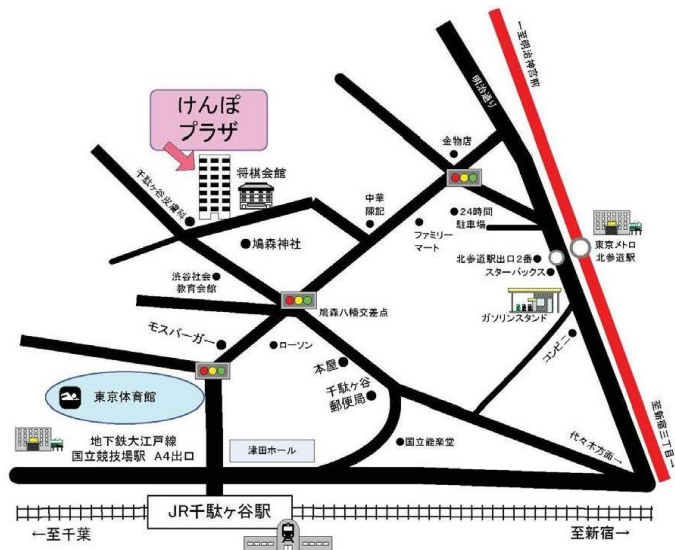 ←至明治神宮前
明治通り
けんぽ
プラザ
金物店
将棋会館
千駄ヶ谷皮膚科
中華
陳記
24時間
駐車場
ファミリー
マート
鳩森神社
東京メトロ
北参道駅
北参道駅出口2番
スターバックス
渋谷社会
教育会館
ガソリンスタンド
鳩森八幡交差点
モスバーガー
ローソン
コンビニ
本屋
千駄ヶ谷
郵便局
東京体育館
至新宿三丁目→
代々木方面→
地下鉄大江戸線
国立競技場駅 A4出口
津田ホール
国立能楽堂
JR千駄ヶ谷駅
←至千葉
至新宿→